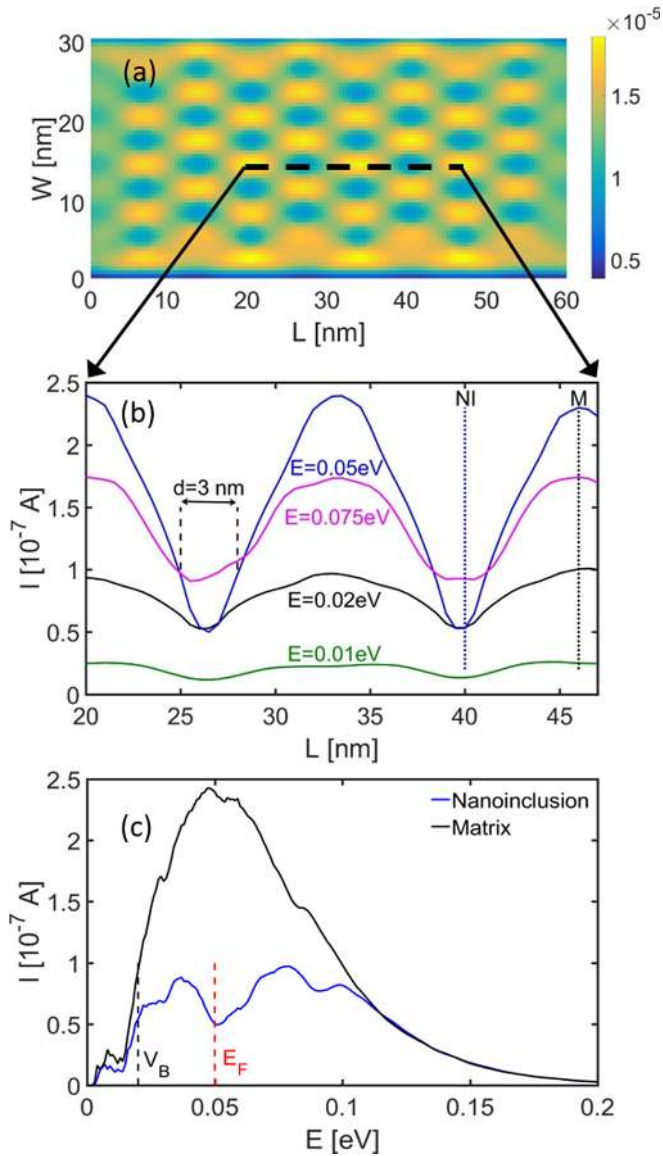 ×10⁻⁵
(a)
30
20
10
0
W [nm]
1.5
1
0.5
0 10 20 30 40 50 60
L [nm]
(b)
2.5
2
1.5
1
0.5
0
I [10⁻⁷ A]
NI
M
E=0.05eV
d=3 nm
E=0.075eV
E=0.02eV
E=0.01eV
20 25 30 35 40 45
L [nm]
(c)
2.5
2
1.5
1
0.5
0
I [10⁻⁷ A]
Nanoinclusion
Matrix
V_B
E_F
0 0.05 0.1 0.15 0.2
E [eV]